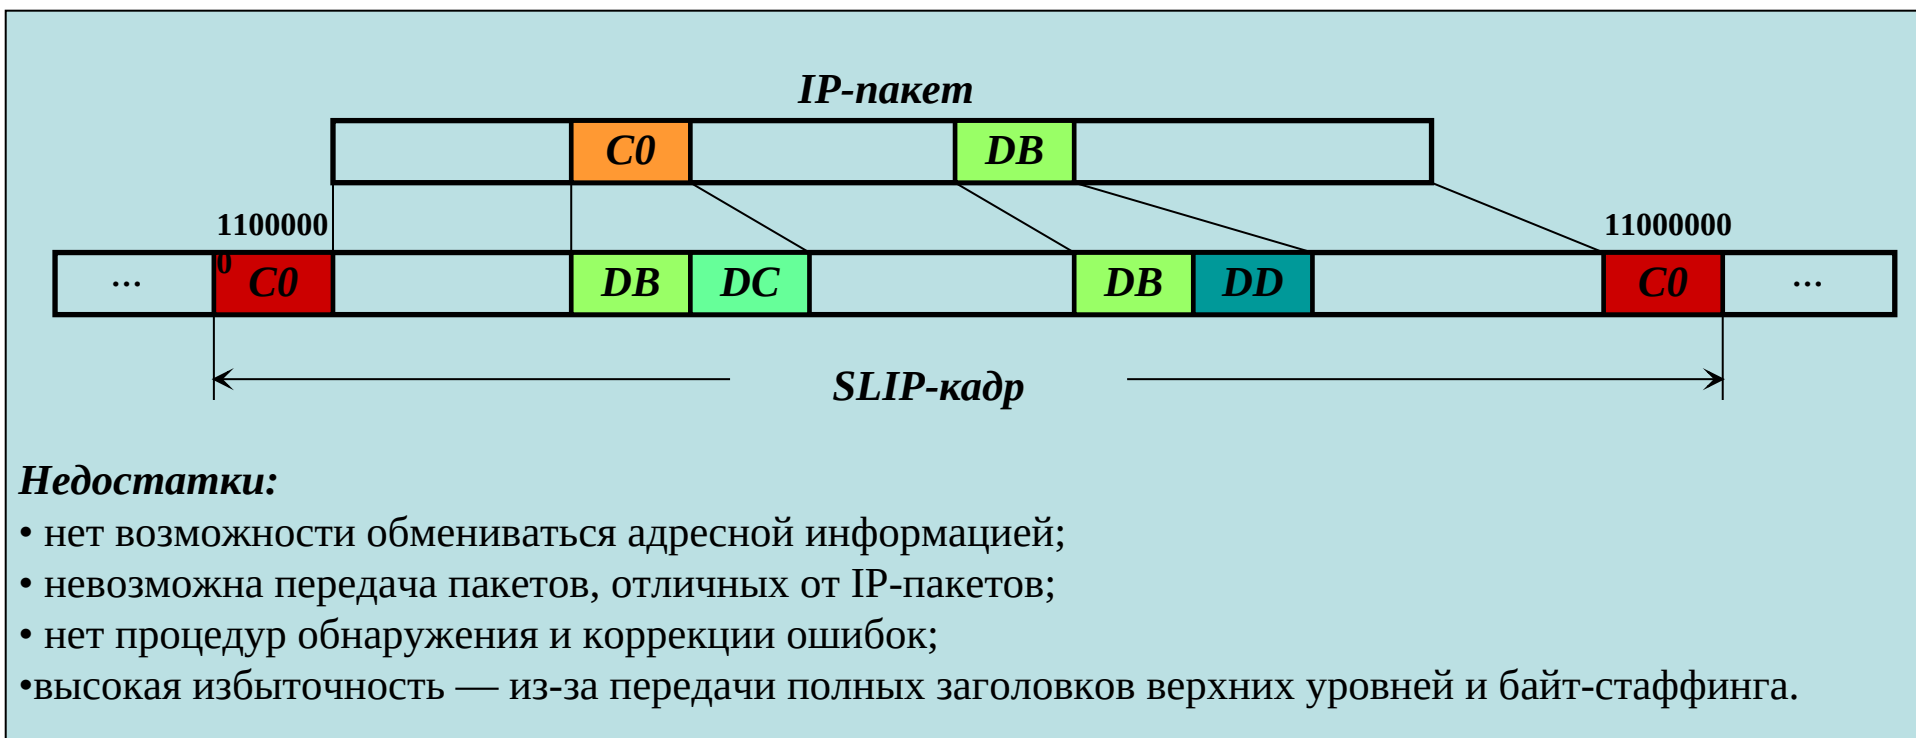 IP-пакет
C0 DB
1100000
0
11000000
... C0 DB DC DB DD C0 ...
SLIP-кадр
Недостатки:
• нет возможности обмениваться адресной информацией;
• невозможна передача пакетов, отличных от IP-пакетов;
• нет процедур обнаружения и коррекции ошибок;
•высокая избыточность — из-за передачи полных заголовков верхних уровней и байт-стаффинга.